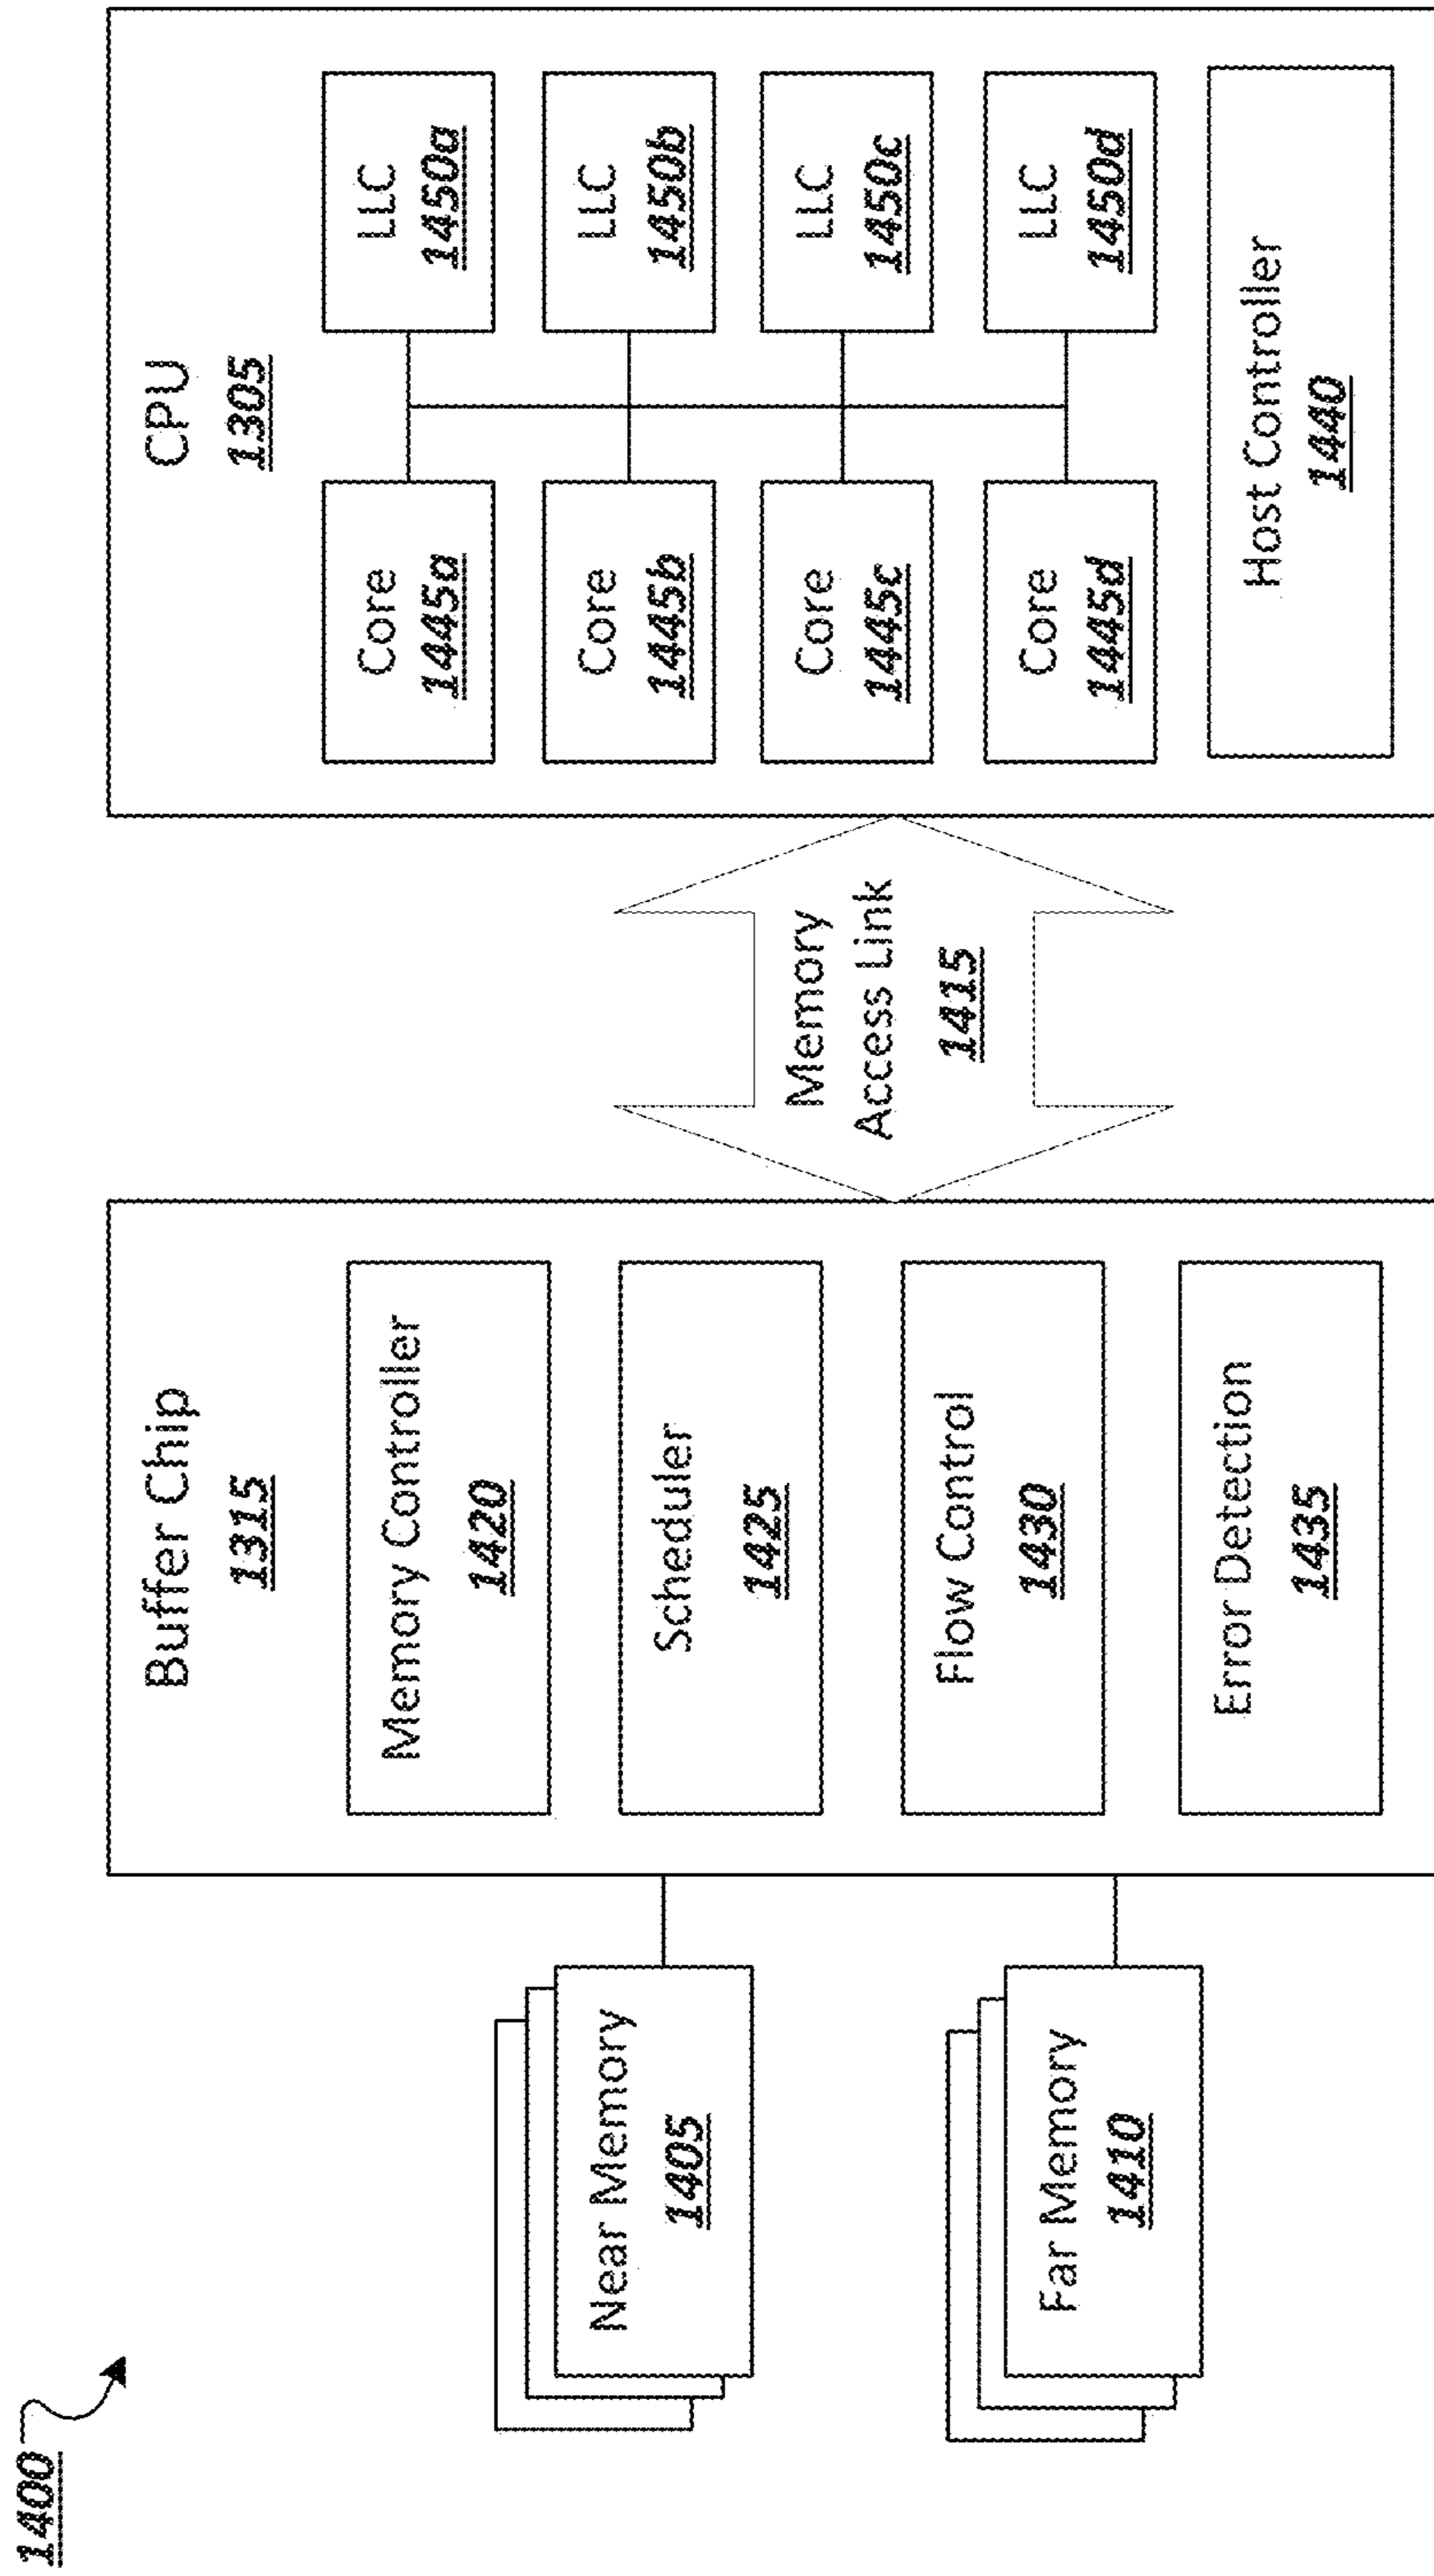 1400
Near Memory
1405
Far Memory
1410
Buffer Chip
1315
Memory Controller
1420
Scheduler
1425
Flow Control
1430
Error Detection
1435
Memory
Access Link
1415
CPU
1305
Core
1445a
LLC
1450a
Core
1445b
LLC
1450b
Core
1445c
LLC
1450c
Core
1445d
LLC
1450d
Host Controller
1440